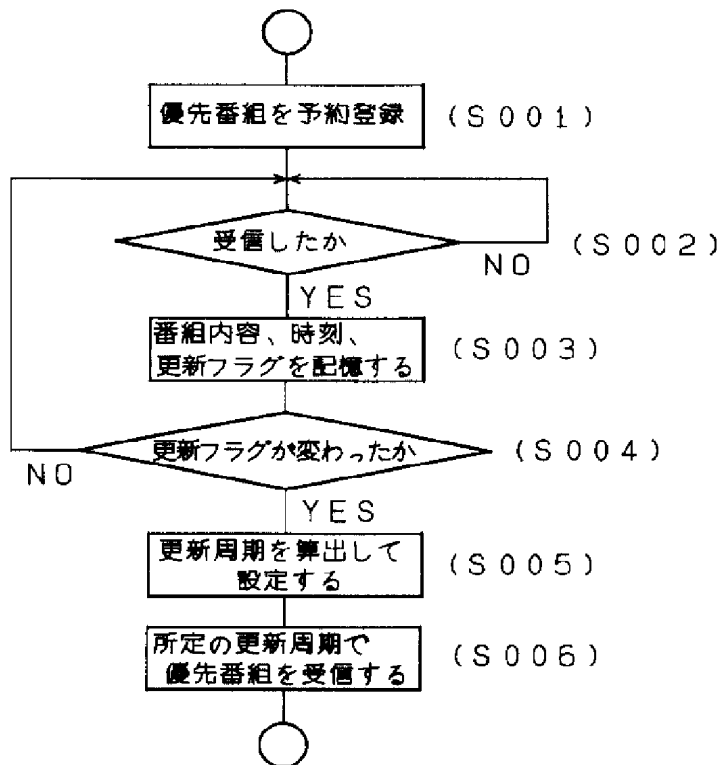 優先番組を予約登録 (S001)
受信したか (S002)
NO
YES
番組内容、時刻、
更新フラグを記憶する (S003)
更新フラグが変わったか (S004)
NO
YES
更新周期を算出して
設定する (S005)
所定の更新周期で
優先番組を受信する (S006)